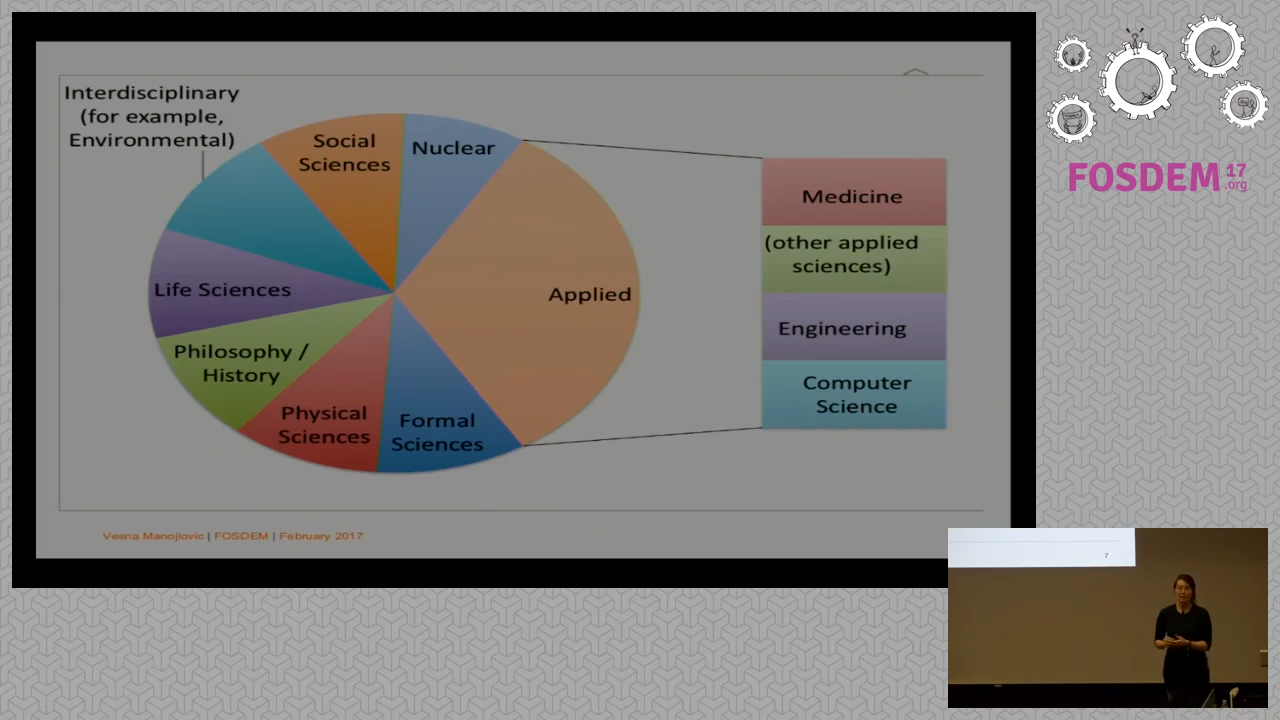 Interdisciplinary
(for example,
Environmental)
Social
Sciences
Nuclear
Life Sciences
Applied
Philosophy /
History
Physical
Sciences
Formal
Sciences
Medicine
(other applied
sciences)
Engineering
Computer
Science
Vesna Manojlovic | FOSDEM | February 2017
FOSDEM 17
.org
7